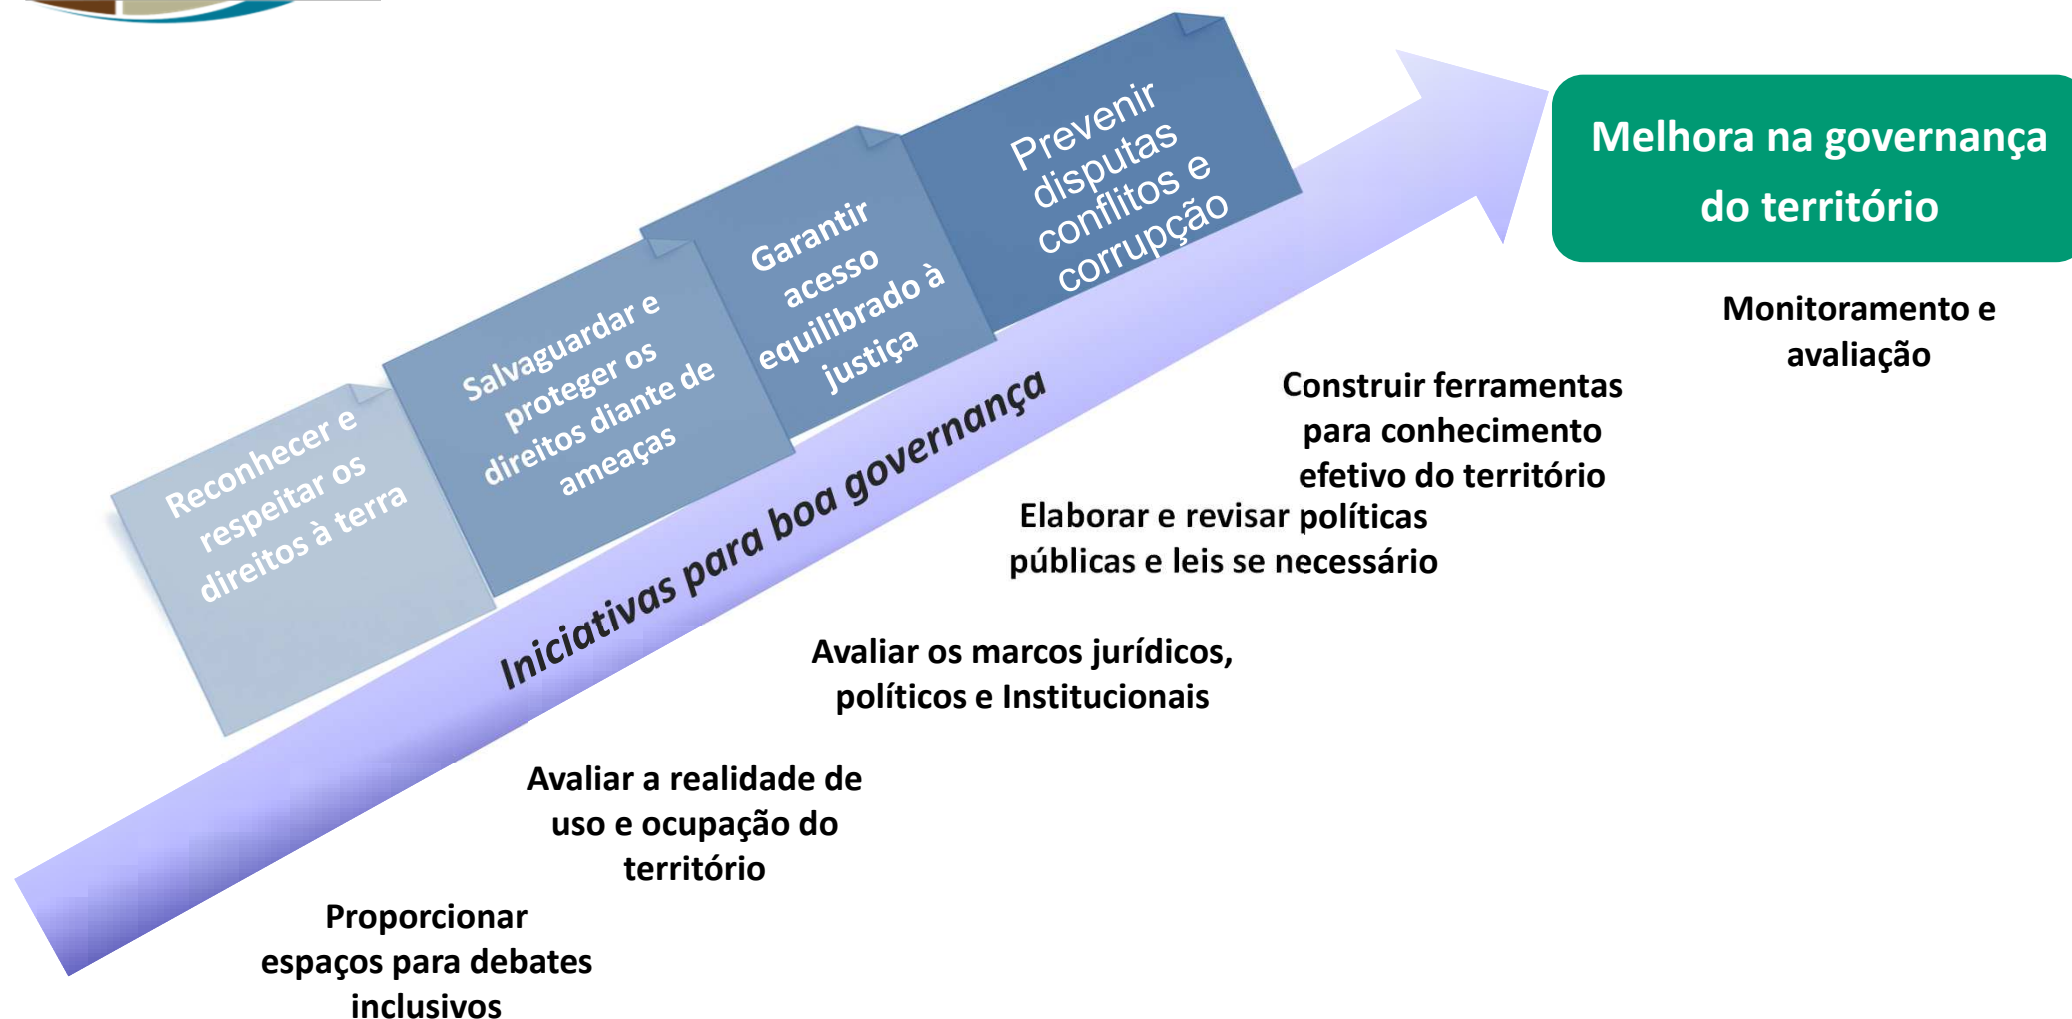 Reconhecer e
respeitar os
direitos à terra
Salvaguardar e
proteger os
direitos diante de
ameaças
Garantir
acesso
equilibrado à
justiça
Prevenir
disputas
conflitos e
corrupção
Iniciativas para boa governança
Melhora na governança
do território
Monitoramento e
avaliação
Construir ferramentas
para conhecimento
efetivo do território
Elaborar e revisar políticas
públicas e leis se necessário
Avaliar os marcos jurídicos,
políticos e Institucionais
Avaliar a realidade de
uso e ocupação do
território
Proporcionar
espaços para debates
inclusivos